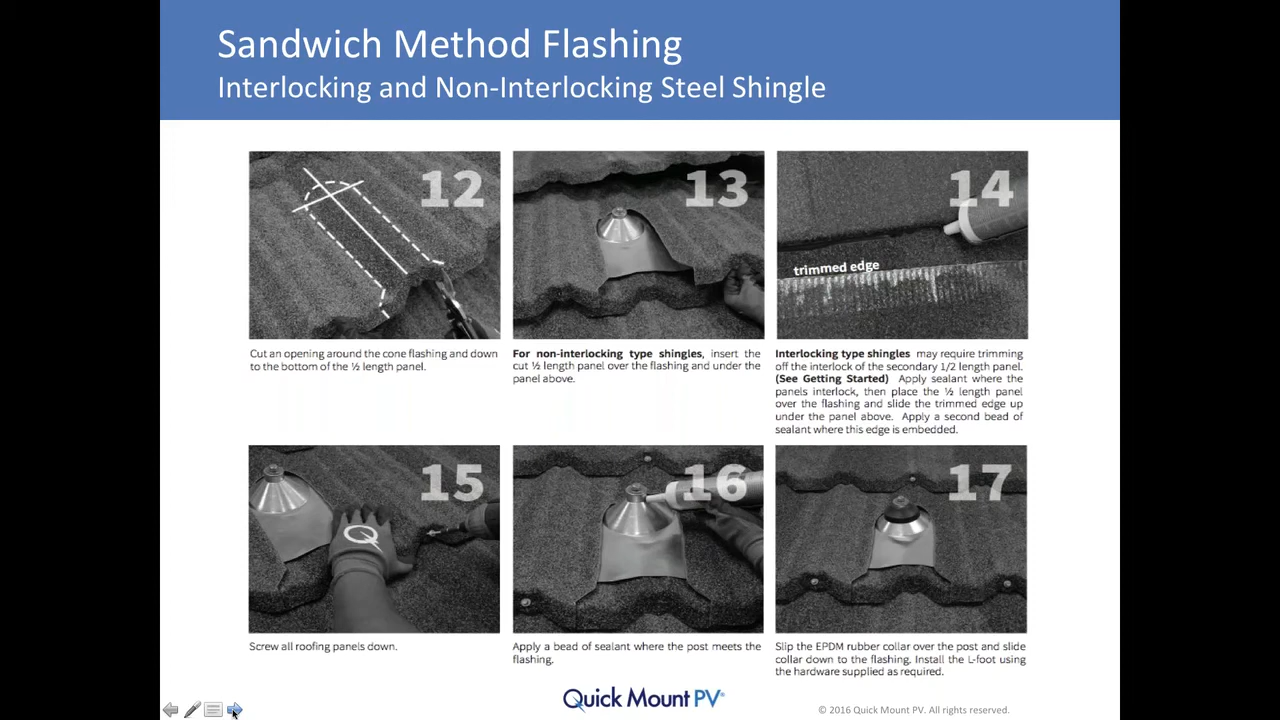 Sandwich Method Flashing
Interlocking and Non-Interlocking Steel Shingle
12
13
14
trimmed edge
Cut an opening around the cone flashing and down
to the bottom of the ½ length panel.
For non-interlocking type shingles, insert the
cut ½ length panel over the flashing and under the
panel above.
Interlocking type shingles may require trimming
off the interlock of the secondary 1/2 length panel.
(See Getting Started) Apply sealant where the
panels interlock, then place the ½ length panel
over the flashing and slide the trimmed edge up
under the panel above. Apply a second bead of
sealant where this edge is embedded.
15
16
17
Q
Screw all roofing panels down.
Apply a bead of sealant where the post meets the
flashing.
Slip the EPDM rubber collar over the post and slide
collar down to the flashing. Install the L-foot using
the hardware supplied as required.
Quick Mount PV®
© 2016 Quick Mount PV. All rights reserved.